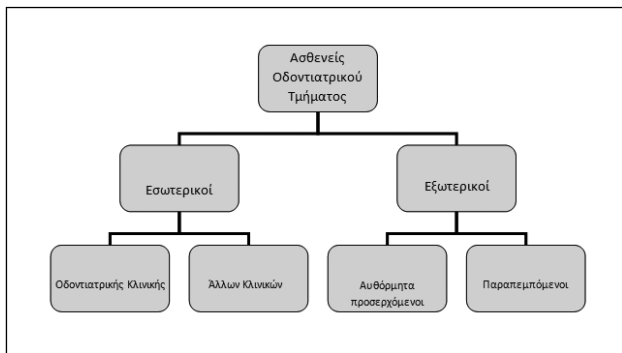 Ασθενείς
Οδοντιατρικού
Τμήματος
Εσωτερικοί
Εξωτερικοί
Οδοντιατρικής Κλινικής
Άλλων Κλινικών
Αυθόρμητα
προσερχόμενοι
Παραπεμπόμενοι